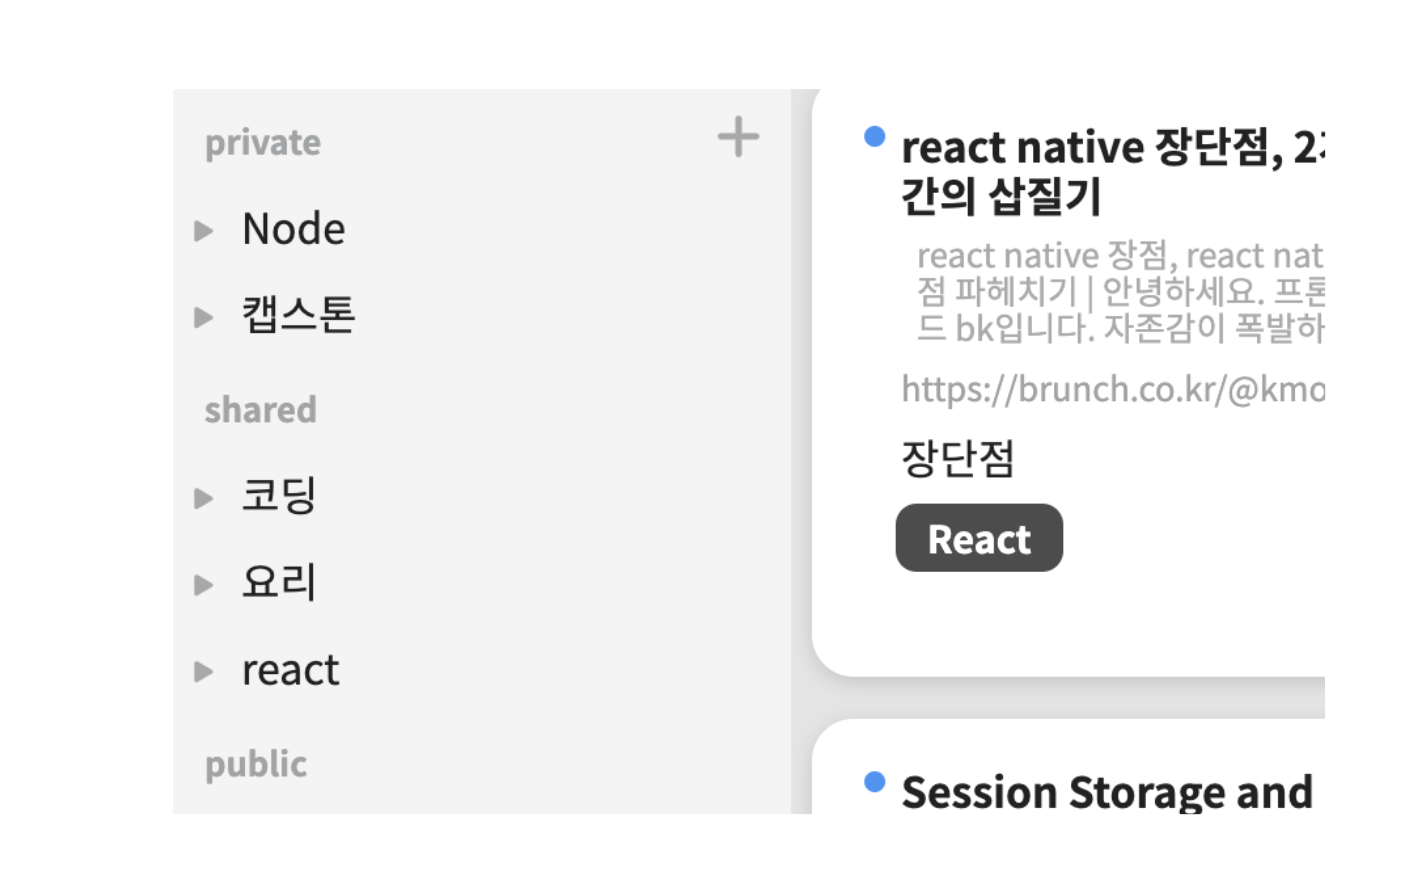 private
Node
캡스톤
shared
코딩
요리
react
public
react native 장단점,
간의 삽질기
react native 장점, react nat
점 파헤치기 | 안녕하세요. 프론
드 bk입니다. 자존감이 폭발하
https://brunch.co.kr/@kmo
장단점
React
Session Storage and